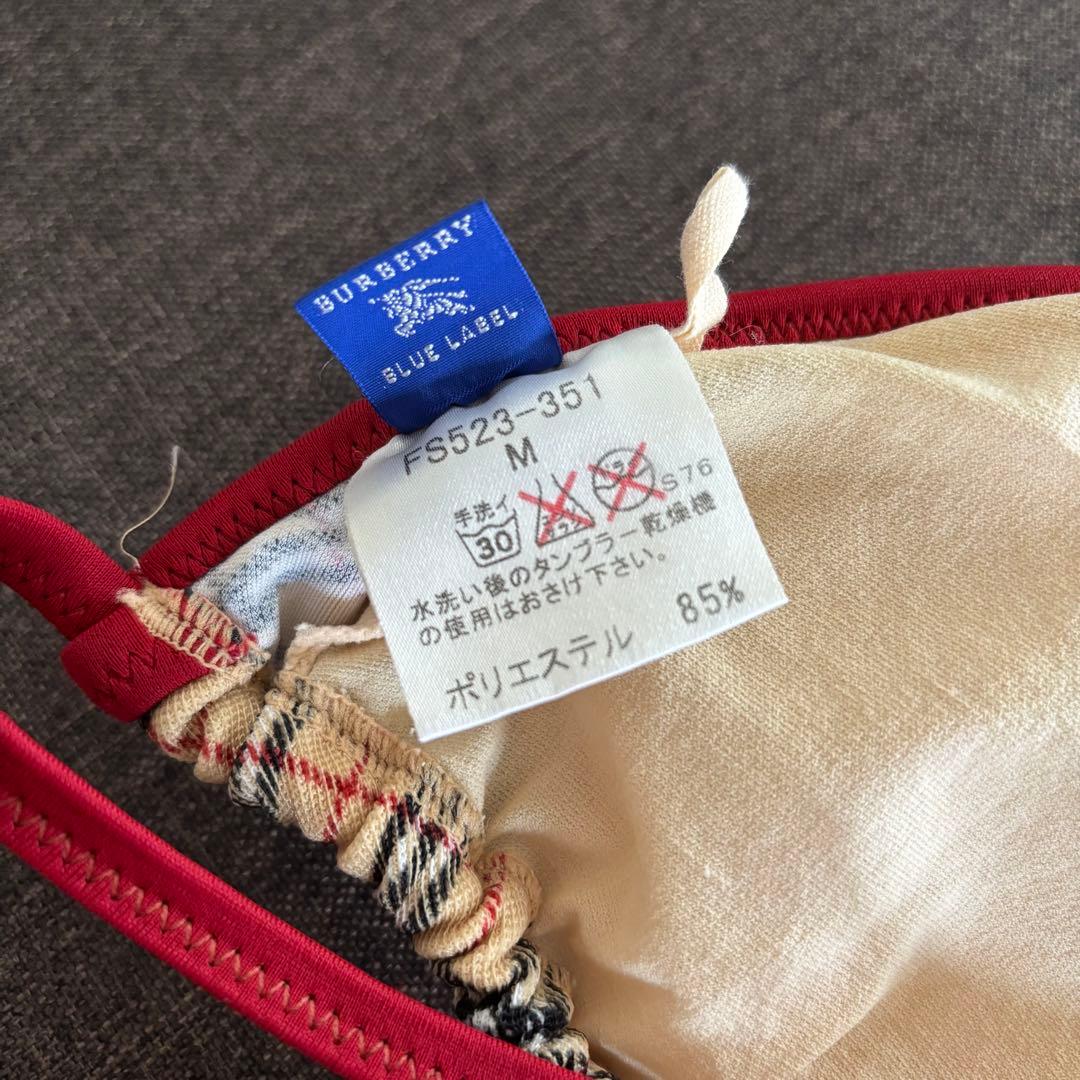 BURBERRY
BLUE LABEL
FS523-351
M
手洗イ
30
S76
水洗い後のタンブラー乾燥機
の使用はおさけ下さい。
ポリエステル 85%